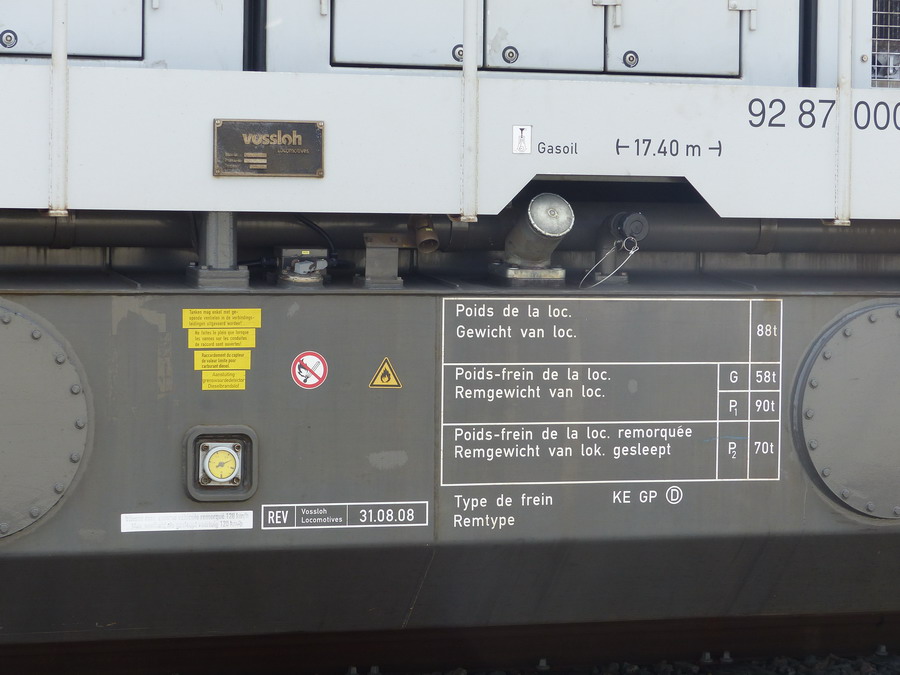 92 87 000
vossloh
Locomotives
Gasoil
17.40 m
Poids de la loc.
Gewicht van loc.
88t
Poids-frein de la loc.
Remgewicht van loc.
G 58t
P1 90t
Poids-frein de la loc. remorquée
Remgewicht van lok. gesleept
P2 70t
Type de frein
Remtype
KE GP D
REV
Vossloh
Locomotives
31.08.08